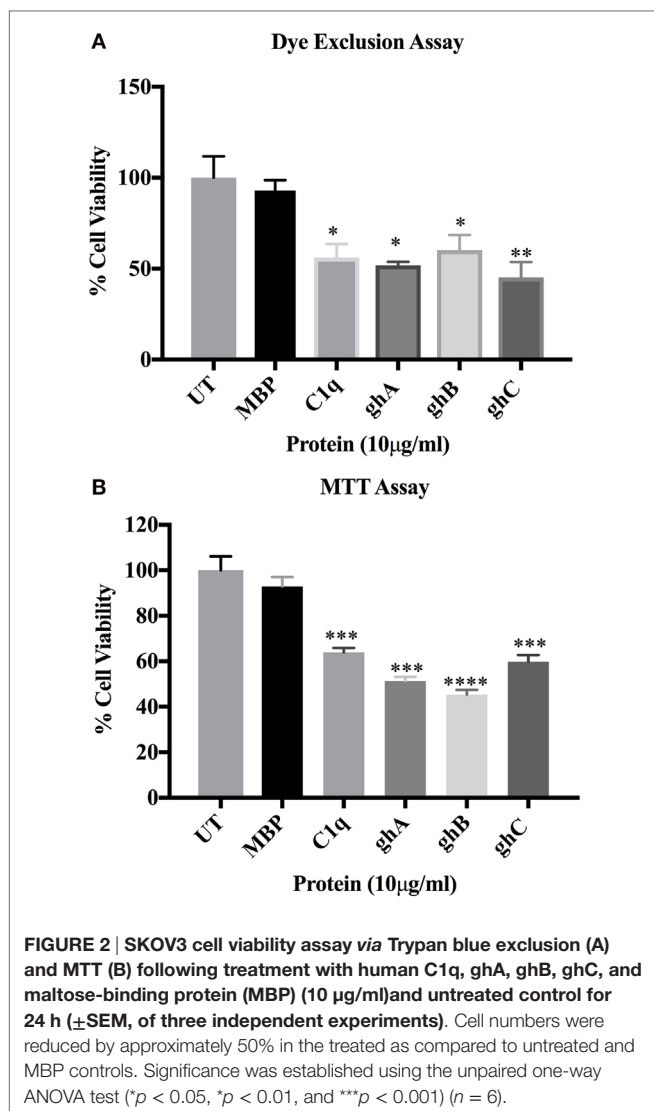 A
Dye Exclusion Assay
150
100
50
0
% Cell Viability
* * * **
UT MBP C1q ghA ghB ghC
Protein (10μg/ml)
B
MTT Assay
120
100
80
60
40
20
0
% Cell Viability
*** *** **** ***
UT MBP C1q ghA ghB ghC
Protein (10μg/ml)
FIGURE 2 | SKOV3 cell viability assay via Trypan blue exclusion (A)
and MTT (B) following treatment with human C1q, ghA, ghB, ghC, and
maltose-binding protein (MBP) (10 μg/ml)and untreated control for
24 h (±SEM, of three independent experiments). Cell numbers were
reduced by approximately 50% in the treated as compared to untreated and
MBP controls. Significance was established using the unpaired one-way
ANOVA test (*p < 0.05, *p < 0.01, and ***p < 0.001) (n = 6).